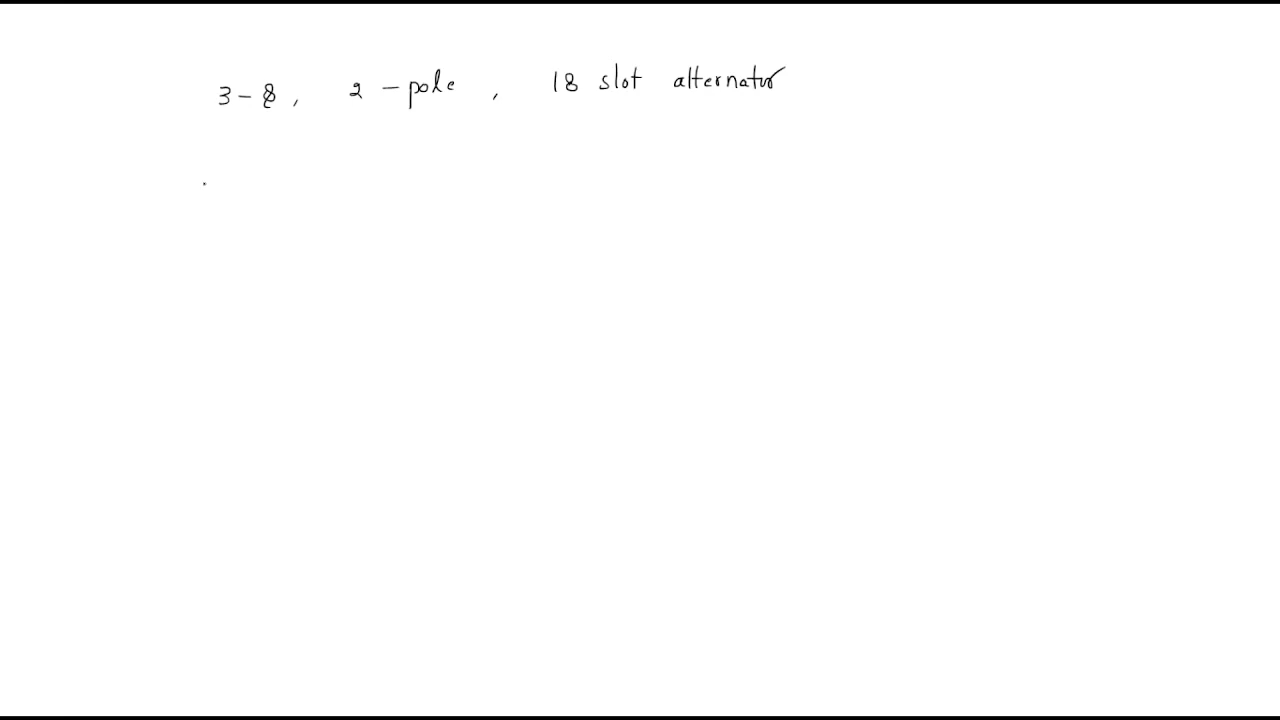 3-φ, 2-pole, 18 slot alternator